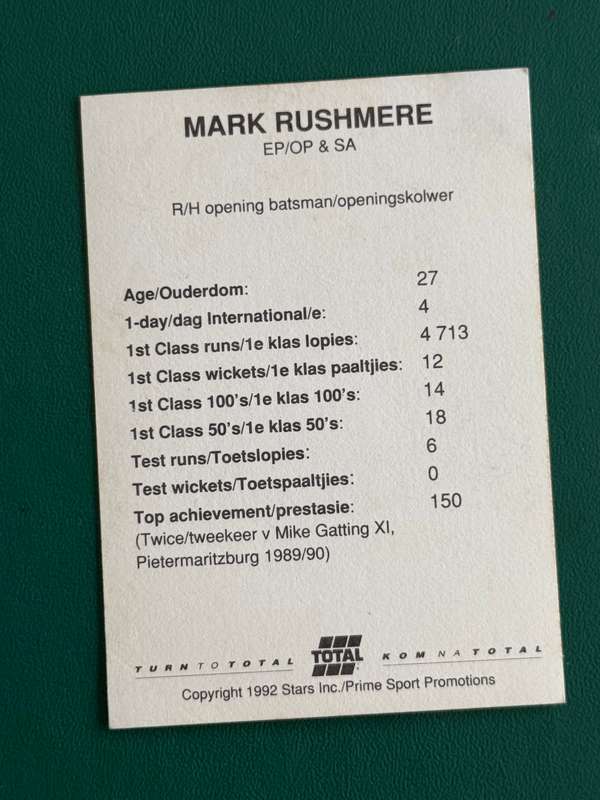 MARK RUSHMERE
EP/OP & SA
R/H opening batsman/openingskolwer
Age/Ouderdom: 27
1-day/dag International/e: 4
1st Class runs/1e klas lopies: 4 713
1st Class wickets/1e klas paaltjies: 12
1st Class 100's/1e klas 100's: 14
1st Class 50's/1e klas 50's: 18
Test runs/Toetslopies: 6
Test wickets/Toetspaaltjies: 0
Top achievement/prestasie: 150
(Twice/tweekeer v Mike Gatting XI,
Pietermaritzburg 1989/90)
TURN TO TOTAL TOTAL KOM NA TOTAL
Copyright 1992 Stars Inc./Prime Sport Promotions